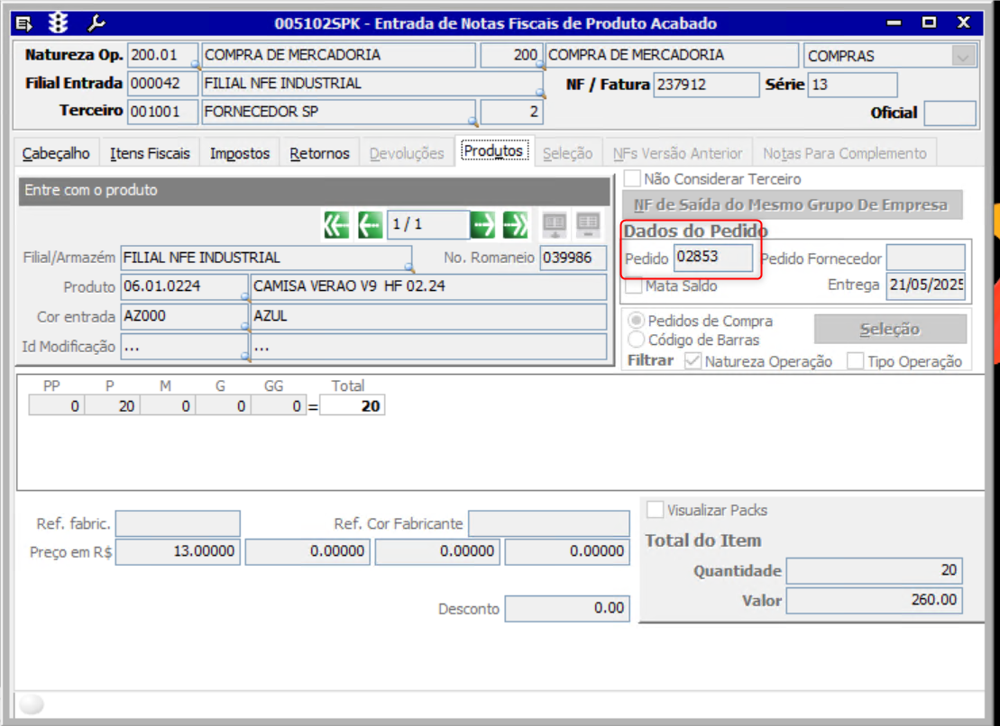 005102SPK - Entrada de Notas Fiscais de Produto Acabado
Natureza Op. 200.01 COMPRA DE MERCADORIA 200 COMPRA DE MERCADORIA COMPRAS
Filial Entrada 000042 FILIAL NFE INDUSTRIAL NF / Fatura 237912 Série 13
Terceiro 001001 FORNECEDOR SP 2 Oficial
Cabeçalho Itens Fiscais Impostos Retornos Devoluções Produtos Seleção NFs Versão Anterior Notas Para Complemento
Entre com o produto
1 / 1
Filial/Armazém FILIAL NFE INDUSTRIAL No. Romaneio 039986
Produto 06.01.0224 CAMISA VERAO V9 HF 02.24
Cor entrada AZ000 AZUL
Id Modificação ... ...
Não Considerar Terceiro
NF de Saída do Mesmo Grupo De Empresa
Dados do Pedido
Pedido 02853 Pedido Fornecedor
Mata Saldo Entrega 21/05/2025
Pedidos de Compra
Código de Barras
Seleção
Filtrar Natureza Operação Tipo Operação
PP P M G GG Total
0 20 0 0 0 = 20
Ref. fabric. Ref. Cor Fabricante
Preço em R$ 13.00000 0.00000 0.00000 0.00000
Desconto 0.00
Visualizar Packs
Total do Item
Quantidade 20
Valor 260.00